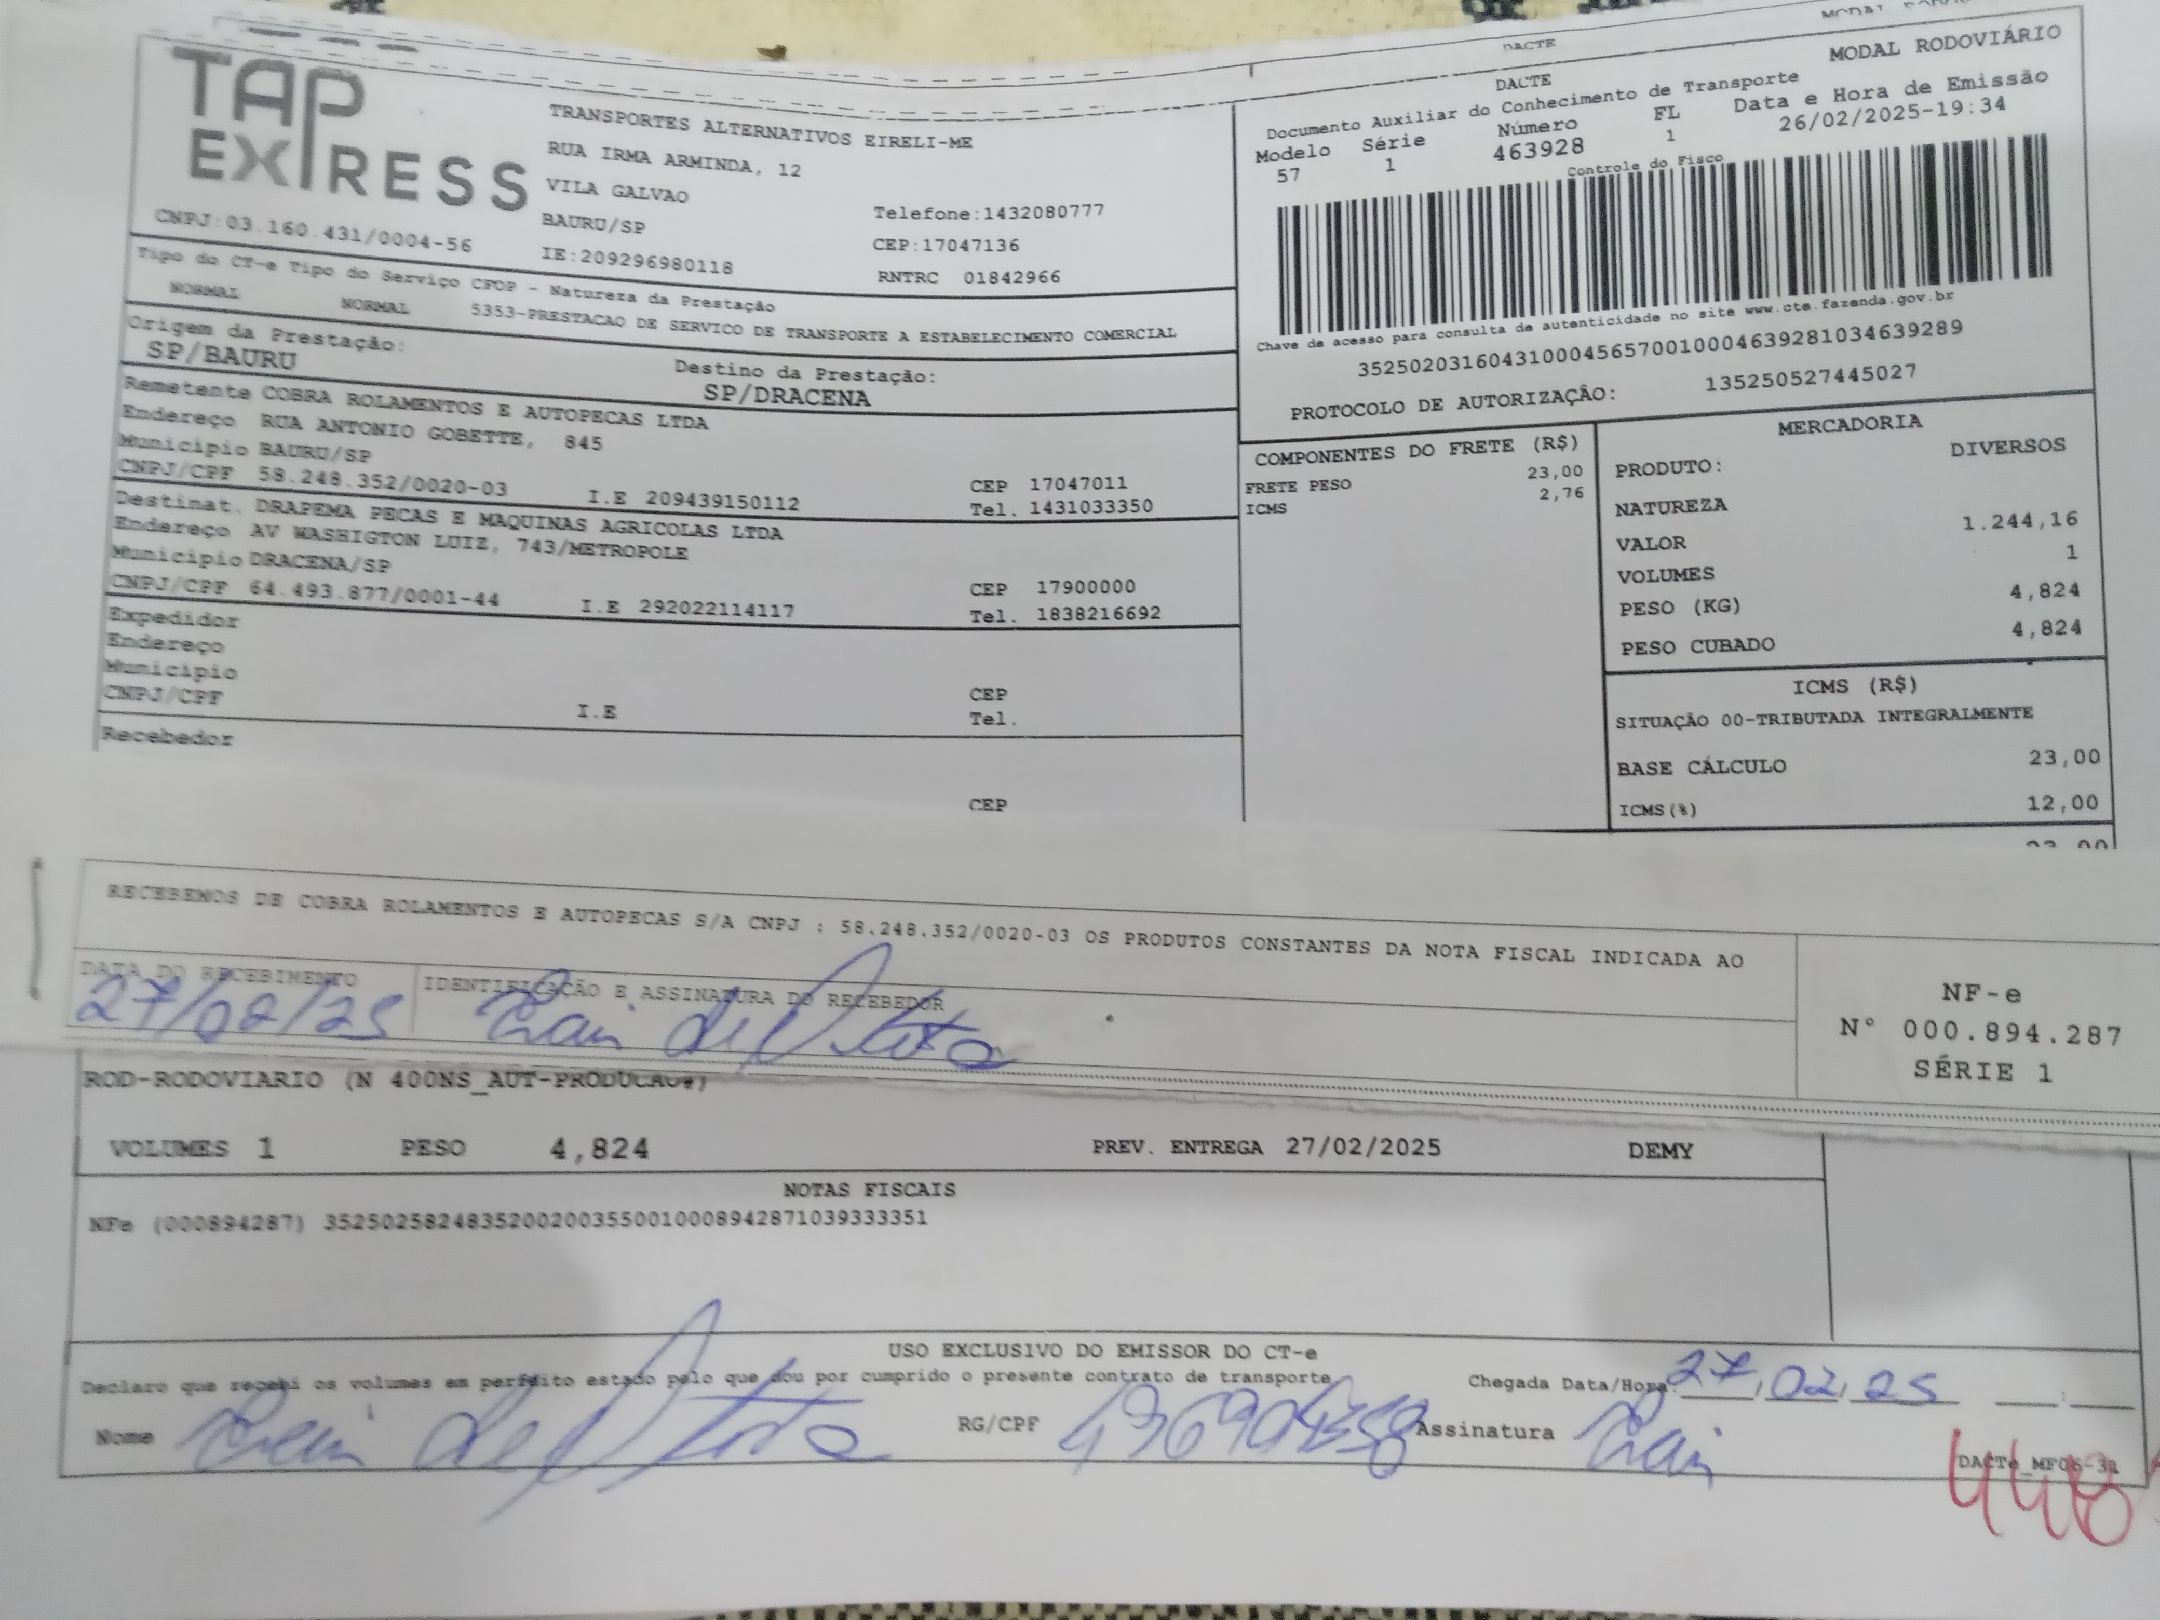 TAP
EXPRESS
TRANSPORTES ALTERNATIVOS EIRELI-ME
RUA IRMA ARMINDA, 12
VILA GALVAO
BAURU/SP
Telefone:1432080777
CEP:17047136
CNPJ:03.160.431/0004-56
IE:209296980118
RNTRC 01842966
Tipo do CT-e Tipo do Serviço CFOP - Natureza da Prestação
NORMAL NORMAL 5353-PRESTACAO DE SERVICO DE TRANSPORTE A ESTABELECIMENTO COMERCIAL
Origem da Prestação:
SP/BAURU
Destino da Prestação:
SP/DRACENA
Remetente COBRA ROLAMENTOS E AUTOPECAS LTDA
Endereço RUA ANTONIO GOBETTE, 845
Municipio BAURU/SP
CEP 17047011
CNPJ/CPF 58.248.352/0020-03 I.E 209439150112 Tel. 1431033350
Destinat. DRAPEMA PECAS E MAQUINAS AGRICOLAS LTDA
Endereço AV WASHIGTON LUIZ, 743/METROPOLE
Municipio DRACENA/SP
CEP 17900000
CNPJ/CPF 64.493.877/0001-44 I.E 292022114117 Tel. 1838216692
Expedidor
Endereço
Municipio
CEP
CNPJ/CPF I.E Tel.
Recebedor
CEP
DACTE
MODAL RODOVIÁRIO
DACTE
Documento Auxiliar do Conhecimento de Transporte
Modelo Série Número FL Data e Hora de Emissão
57 1 463928 1 26/02/2025-19:34
Controle do Fisco
Chave de acesso para consulta de autenticidade no site www.cte.fazenda.gov.br
35250203160431000456570010004639281034639289
PROTOCOLO DE AUTORIZAÇÂO: 135250527445027
COMPONENTES DO FRETE (R$)
FRETE PESO 23,00
ICMS 2,76
MERCADORIA
PRODUTO: DIVERSOS
NATUREZA
VALOR 1.244,16
VOLUMES 1
PESO (KG) 4,824
PESO CUBADO 4,824
ICMS (R$)
SITUAÇÃO 00-TRIBUTADA INTEGRALMENTE
BASE CÁLCULO 23,00
ICMS(%) 12,00
RECEBEMOS DE COBRA ROLAMENTOS E AUTOPECAS S/A CNPJ : 58.248.352/0020-03 OS PRODUTOS CONSTANTES DA NOTA FISCAL INDICADA AO
DATA DO RECEBIMENTO
27/02/25
IDENTIFICAÇÃO E ASSINATURA DO RECEBEDOR
NF-e
Nº 000.894.287
SÉRIE 1
ROD-RODOVIARIO (N 400NS_AUT-PRODUCAO#)
VOLUMES 1 PESO 4,824 PREV. ENTREGA 27/02/2025 DEMY
NOTAS FISCAIS
NFe (000894287) 35250258248352002003550010008942871039333351
USO EXCLUSIVO DO EMISSOR DO CT-e
Declaro que recebi os volumes em perfeito estado pelo que dou por cumprido o presente contrato de transporte
Chegada Data/Hora 27/02/25
Nome
RG/CPF
Assinatura